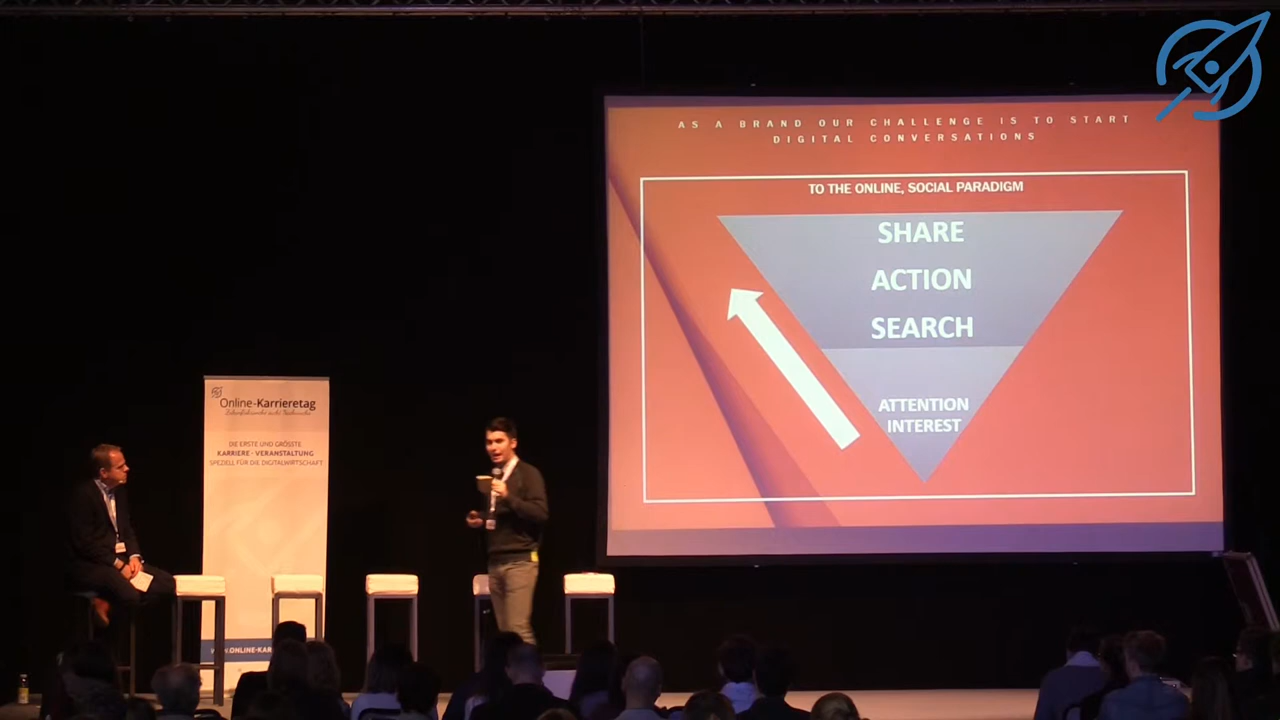 AS A BRAND OUR CHALLENGE IS TO START
DIGITAL CONVERSATIONS
TO THE ONLINE, SOCIAL PARADIGM
SHARE
ACTION
SEARCH
ATTENTION
INTEREST
Online-Karrieretag
DIE ERSTE UND GRÖSSTE
KARRIERE - VERANSTALTUNG
SPEZIELL FÜR DIE DIGITALWIRTSCHAFT